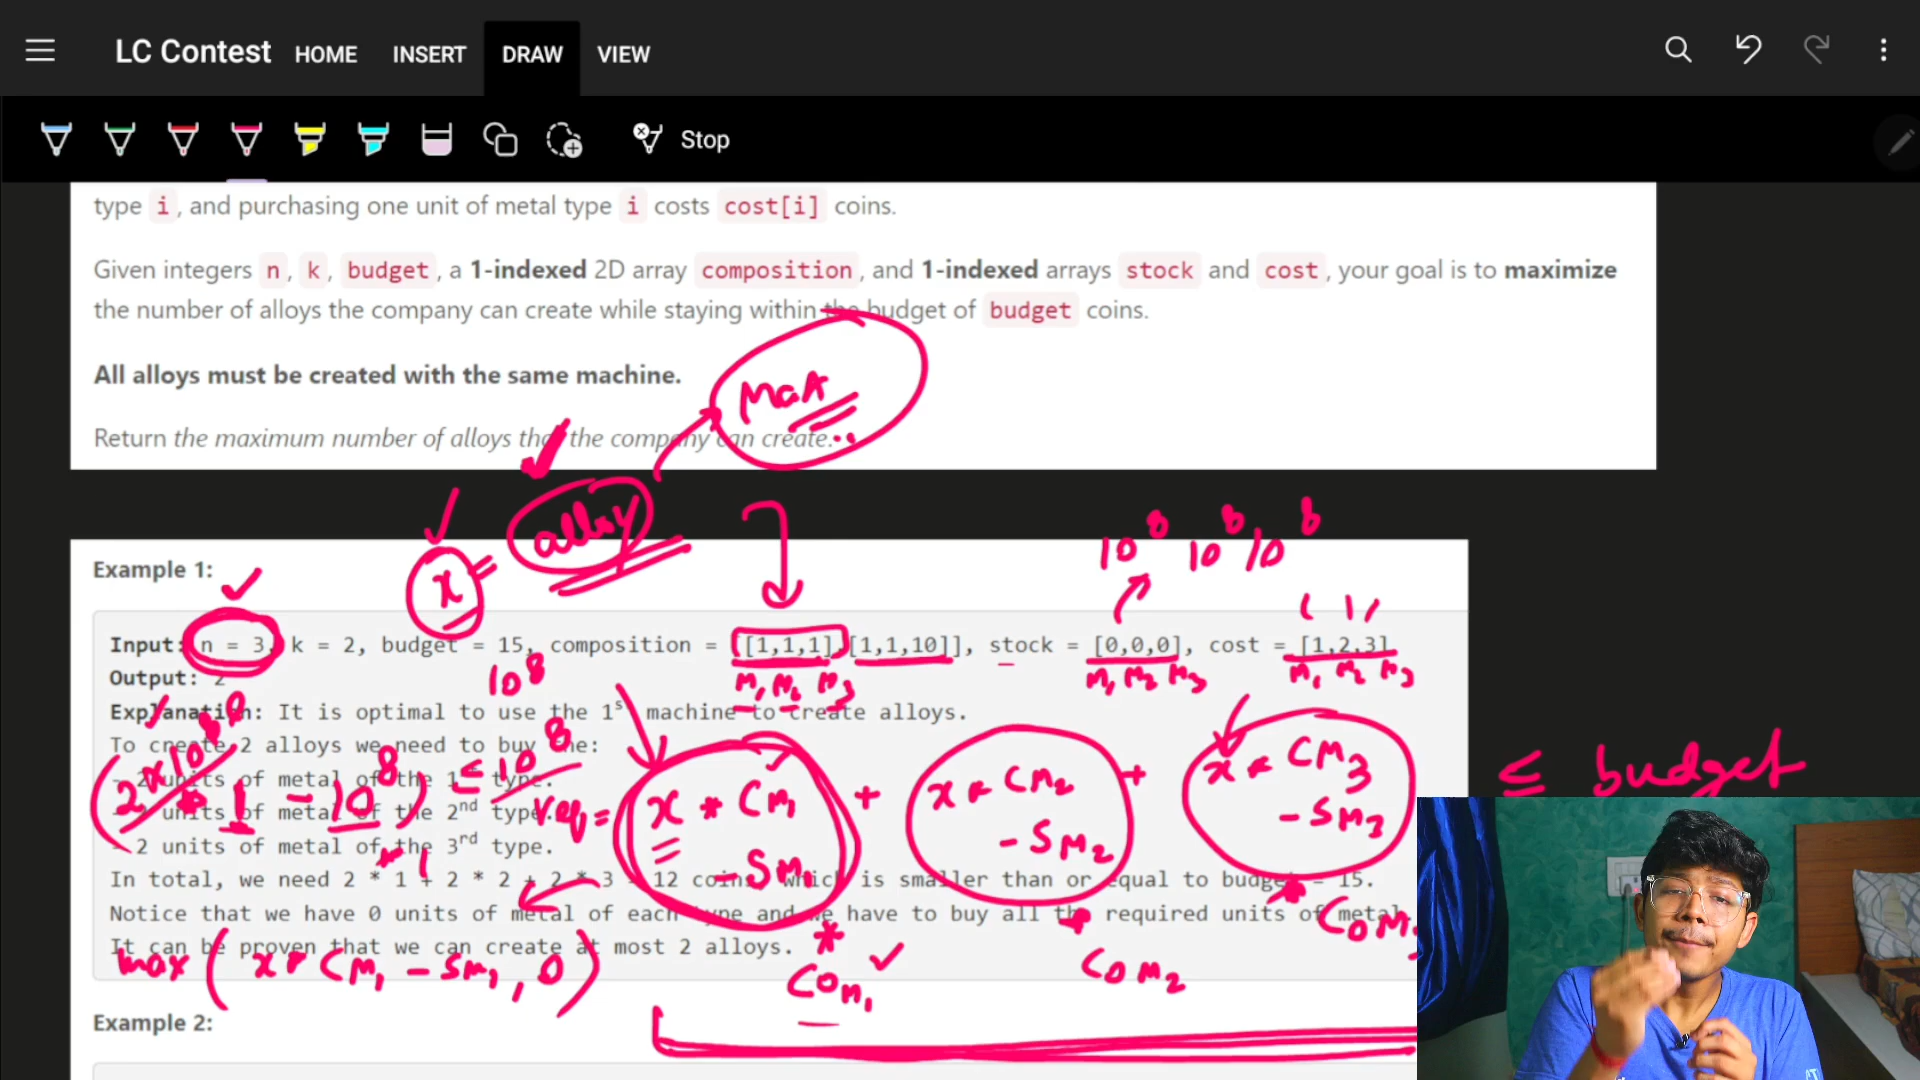 LC Contest HOME INSERT DRAW VIEW
Stop
type i, and purchasing one unit of metal type i costs cost[i] coins.
Given integers n, k, budget, a 1-indexed 2D array composition, and 1-indexed arrays stock and cost, your goal is to maximize
the number of alloys the company can create while staying within the budget of budget coins.
All alloys must be created with the same machine.
Max
Return the maximum number of alloys that the company can create.
alloy
10^8 10^8 10^8
x =
Example 1:
Input: n = 3, k = 2, budget = 15, composition = [[1,1,1],[1,1,10]], stock = [0,0,0], cost = [1,2,3]
Output: 2
10^8
M1 M2 M3
M1 M2 M3
M1 M2 M3
Explanation: It is optimal to use the 1st machine to create alloys.
To create 2 alloys we need to buy the:
- 2 units of metal of the 1st type.
- 2 units of metal of the 2nd type.
- 2 units of metal of the 3rd type.
≤ 10^8
req = x * CM1 - SM1 + x * CM2 - SM2 + x * CM3 - SM3 ≤ budget
In total, we need 2 * 1 + 2 * 2 + 2 * 3 = 12 coins, which is smaller than or equal to budget = 15.
Notice that we have 0 units of metal of each type and we have to buy all the required units of metal.
It can be proven that we can create at most 2 alloys.
max ( x * CM1 - SM1, 0 )
* COM1
* COM2
* COM
Example 2: